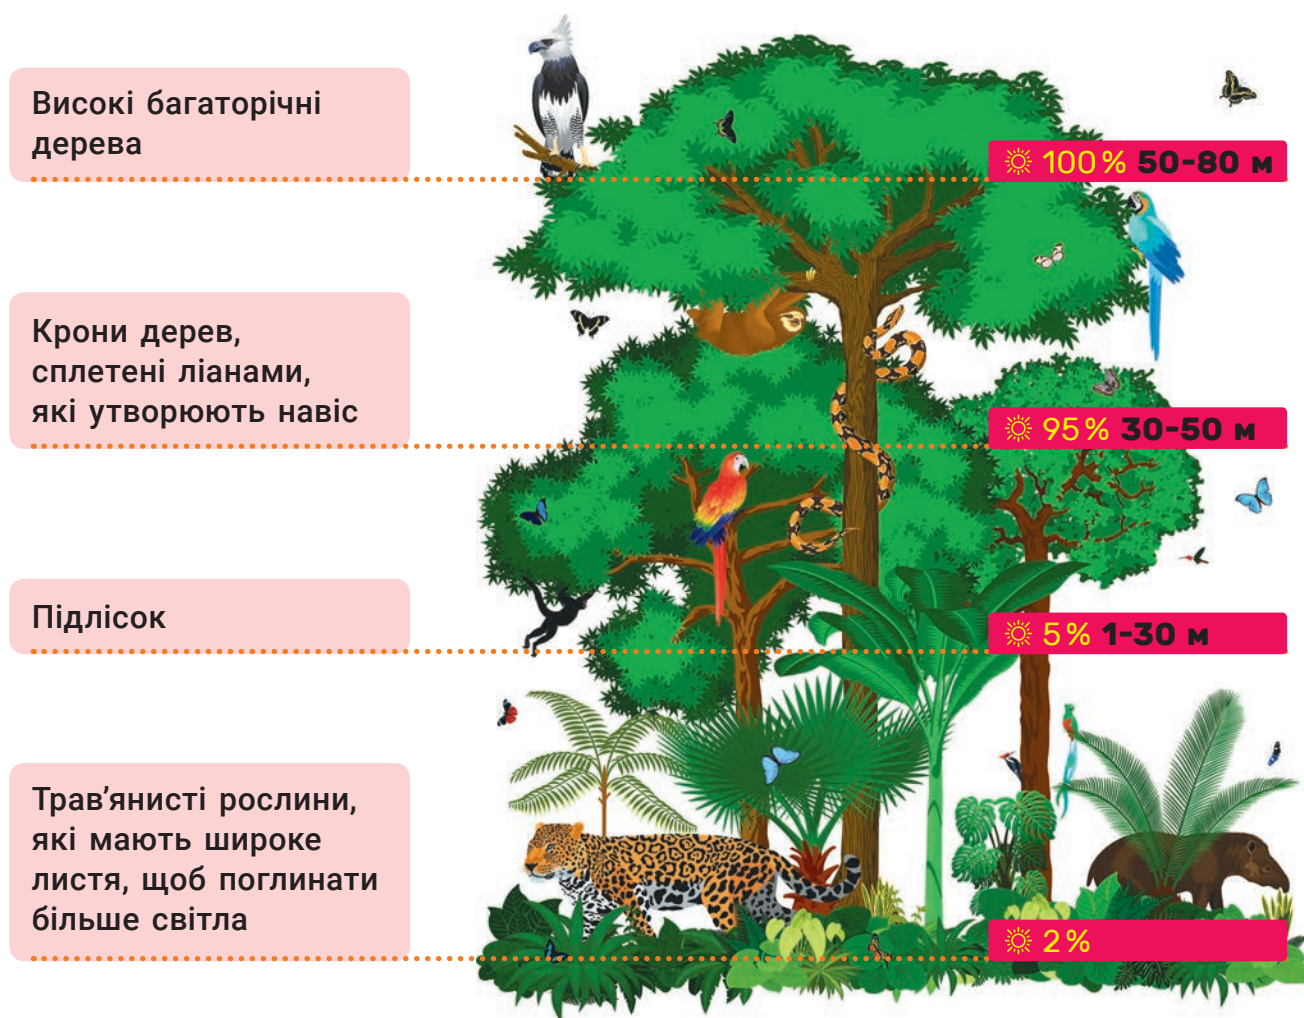 Високі багаторічні
дерева
100% 50-80 м
Крони дерев,
сплетені ліанами,
які утворюють навіс
95% 30-50 м
Підлісок
5% 1-30 м
Трав’янисті рослини,
які мають широке
листя, щоб поглинати
більше світла
2%